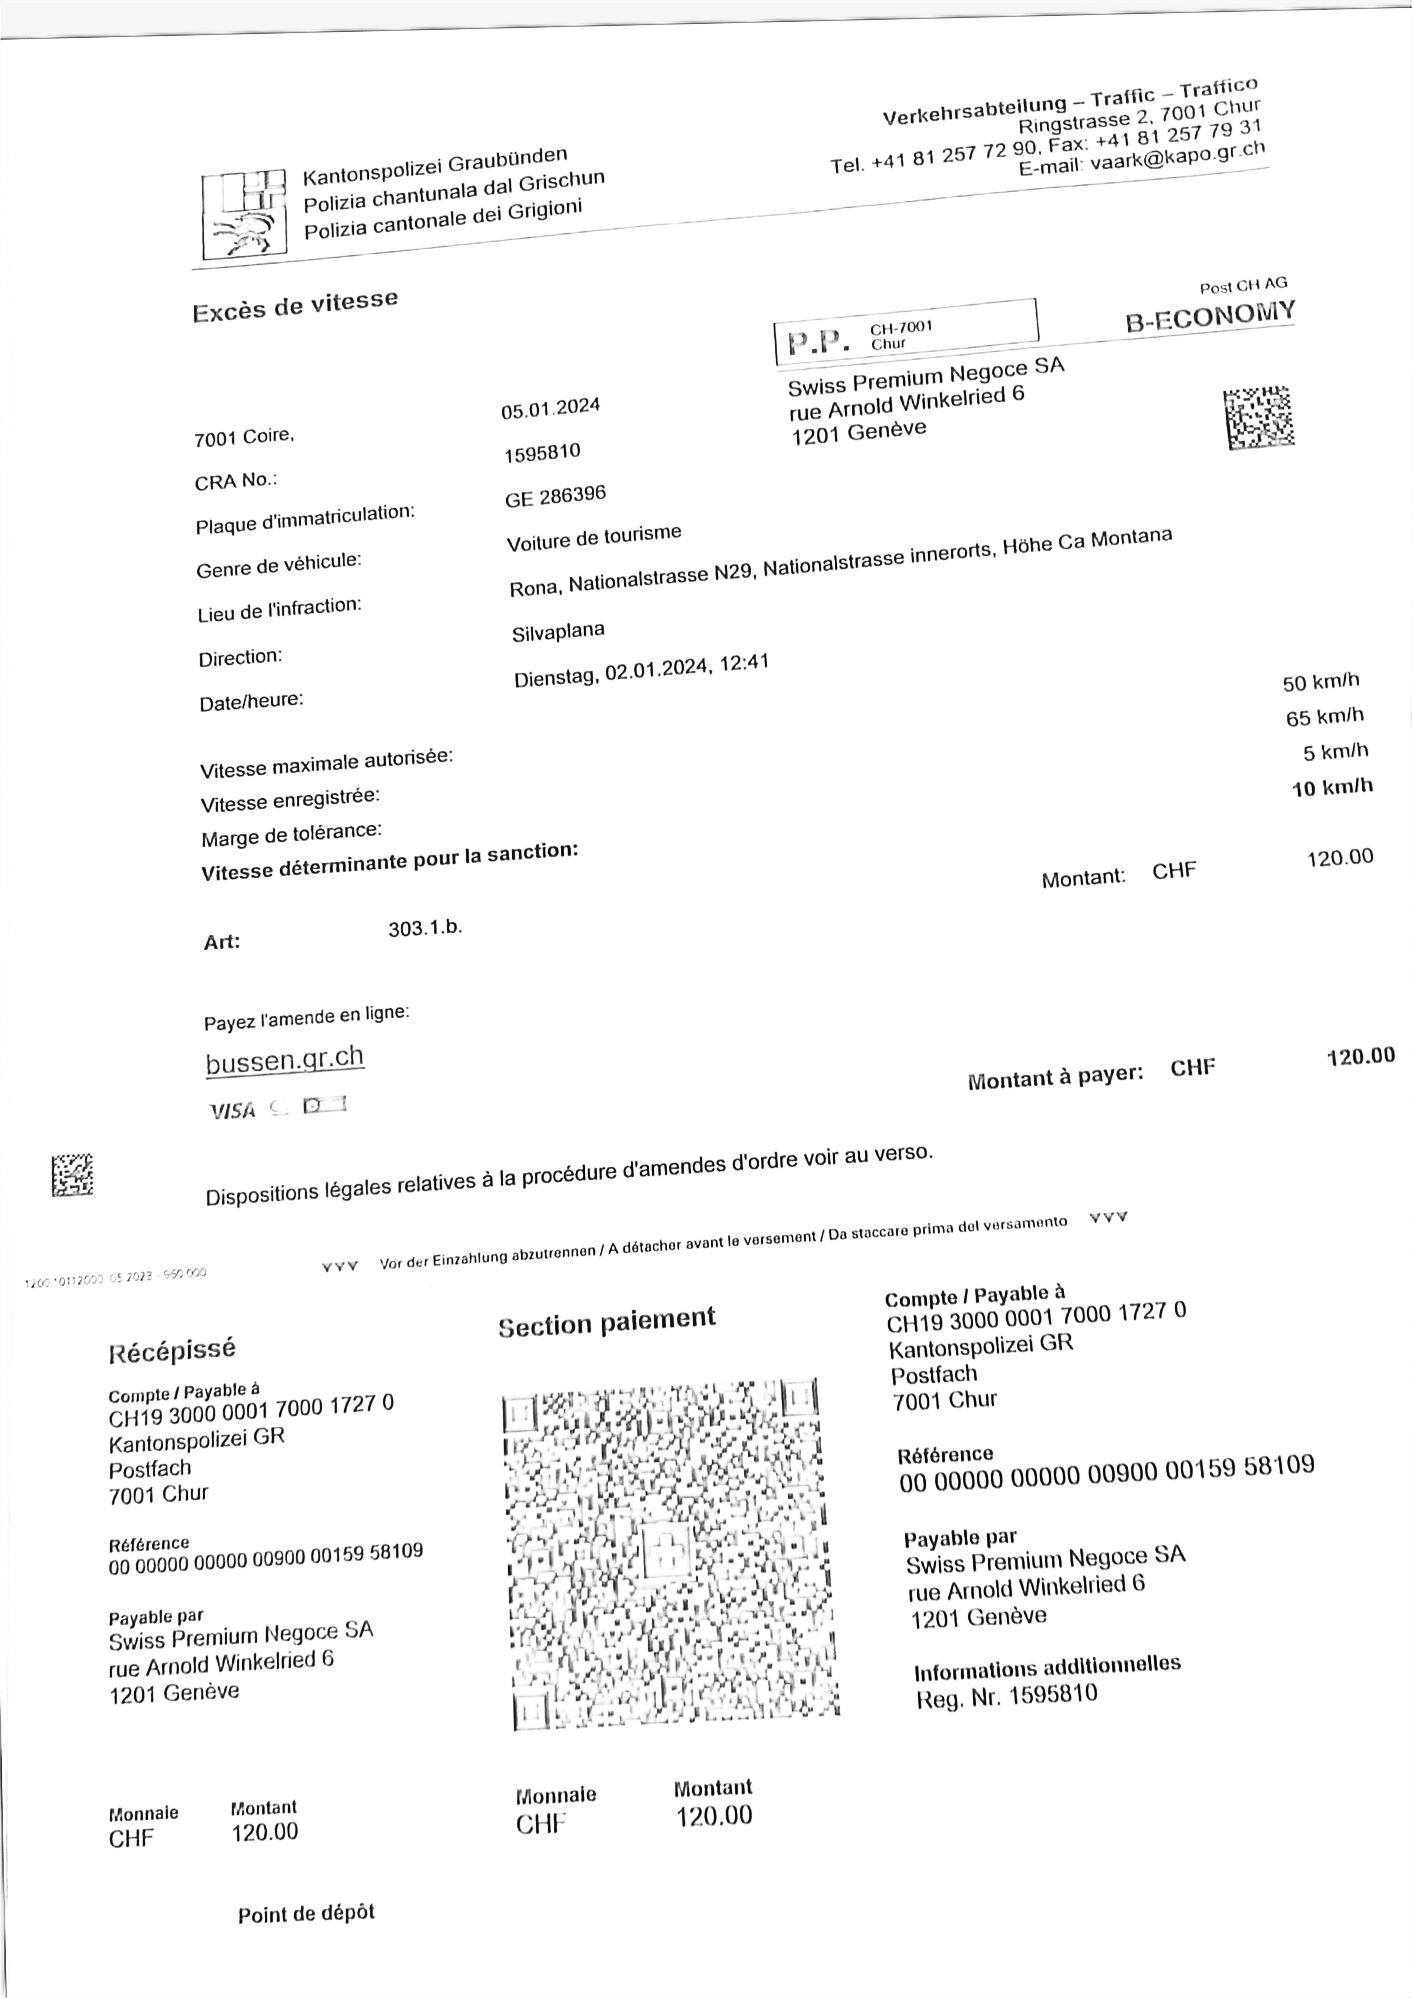 Verkehrsabteilung – Traffic – Traffico
Ringstrasse 2, 7001 Chur
Tel. +41 81 257 72 90, Fax: +41 81 257 79 31
E-mail: vaark@kapo.gr.ch
Kantonspolizei Graubünden
Polizia chantunala dal Grischun
Polizia cantonale dei Grigioni
Excès de vitesse
Post CH AG
P.P. CH-7001 Chur B-ECONOMY
Swiss Premium Negoce SA
rue Arnold Winkelried 6
1201 Genève
7001 Coire, 05.01.2024
CRA No.: 1595810
Plaque d'immatriculation: GE 286396
Genre de véhicule: Voiture de tourisme
Lieu de l'infraction: Rona, Nationalstrasse N29, Nationalstrasse innerorts, Höhe Ca Montana
Direction: Silvaplana
Date/heure: Dienstag, 02.01.2024, 12:41
Vitesse maximale autorisée: 50 km/h
Vitesse enregistrée: 65 km/h
Marge de tolérance: 5 km/h
Vitesse déterminante pour la sanction: 10 km/h
Montant: CHF 120.00
Art: 303.1.b.
Payez l'amende en ligne:
bussen.gr.ch
VISA
Montant à payer: CHF 120.00
Dispositions légales relatives à la procédure d'amendes d'ordre voir au verso.
Vor der Einzahlung abzutrennen / A détacher avant le versement / Da staccare prima del versamento
Récépissé
Compte / Payable à
CH19 3000 0001 7000 1727 0
Kantonspolizei GR
Postfach
7001 Chur
Référence
00 00000 00000 00900 00159 58109
Payable par
Swiss Premium Negoce SA
rue Arnold Winkelried 6
1201 Genève
Monnaie Montant
CHF 120.00
Point de dépôt
Section paiement
Monnaie Montant
CHF 120.00
Compte / Payable à
CH19 3000 0001 7000 1727 0
Kantonspolizei GR
Postfach
7001 Chur
Référence
00 00000 00000 00900 00159 58109
Payable par
Swiss Premium Negoce SA
rue Arnold Winkelried 6
1201 Genève
Informations additionnelles
Reg. Nr. 1595810